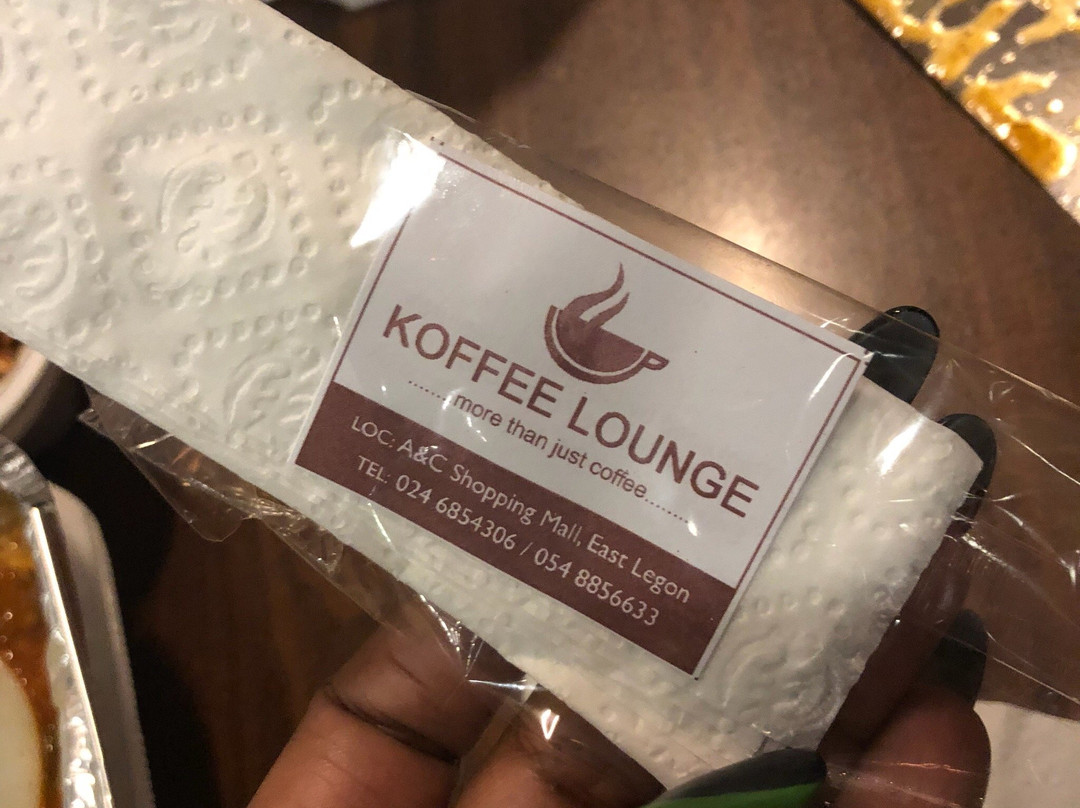 KOFFEE LOUNGE
........more than just coffee........
LOC: A&C Shopping Mall, East Legon
TEL: 024 6854306 / 054 8856633